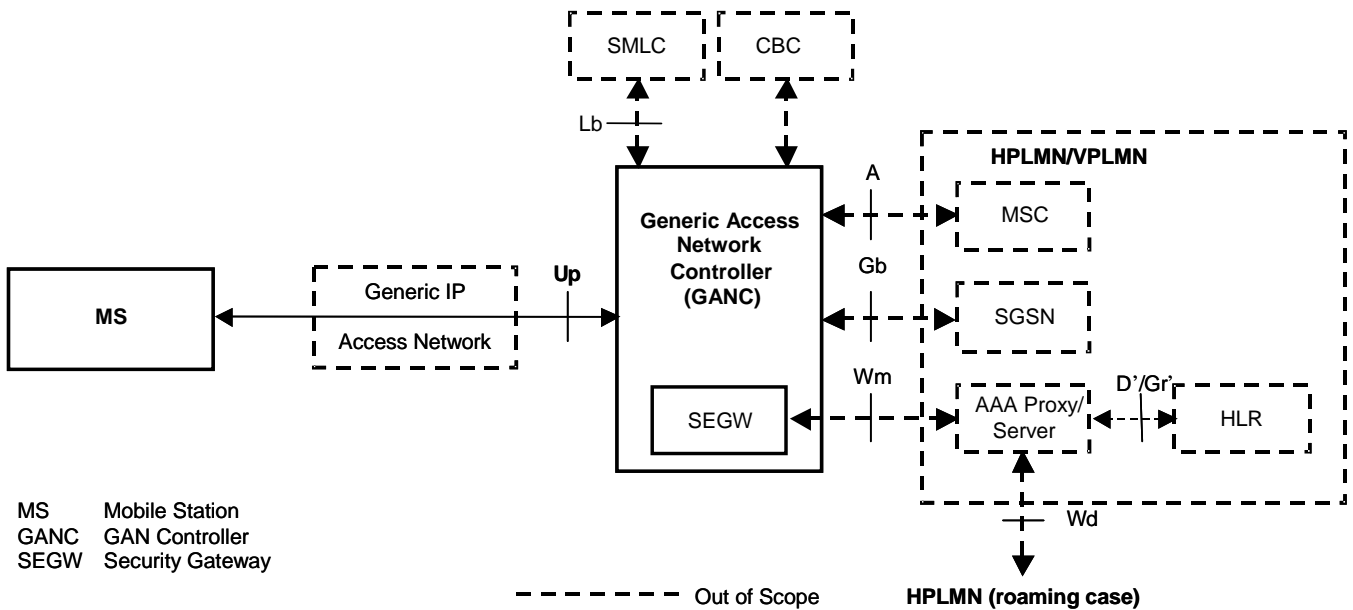 SMLC
CBC
Lb
HPLMN/VPLMN
A
MSC
Generic Access
Network
Controller
(GANC)
Gb
Up
Generic IP
MS
SGSN
Access Network
Wm
D’/Gr’
SEGW
AAA Proxy/
Server
HLR
MS Mobile Station
GANC GAN Controller
SEGW Security Gateway
Wd
Out of Scope
HPLMN (roaming case)